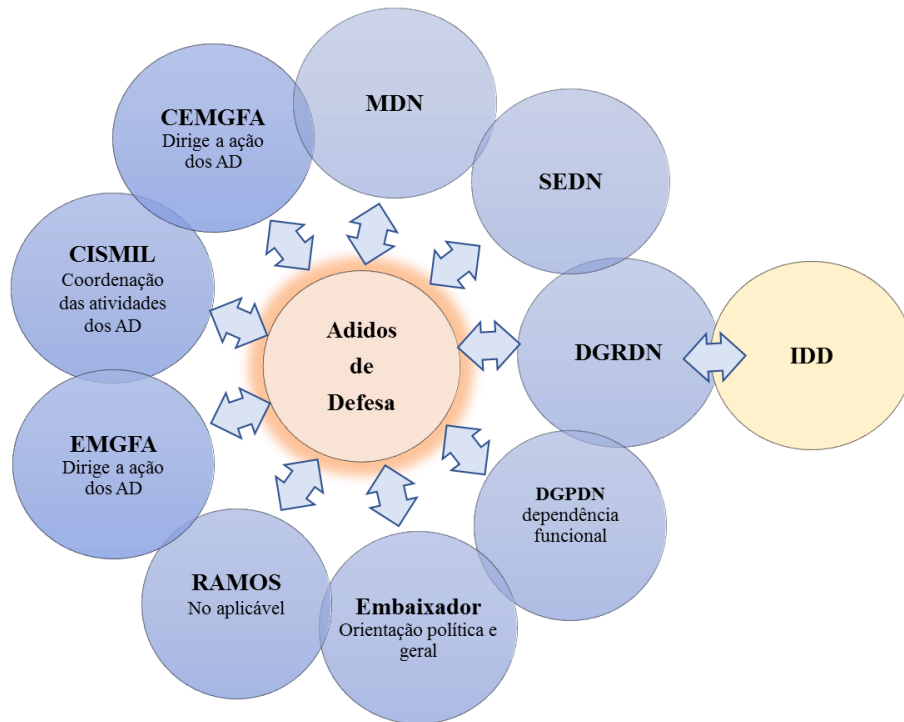 MDN
CEMGFA
Dirige a ação
dos AD
SEDN
CISMIL
Coordenação
das atividades
dos AD
Adidos
de
Defesa
DGRDN
IDD
EMGFA
Dirige a ação
dos AD
DGPDN
dependência
funcional
RAMOS
No aplicável
Embaixador
Orientação política e
geral